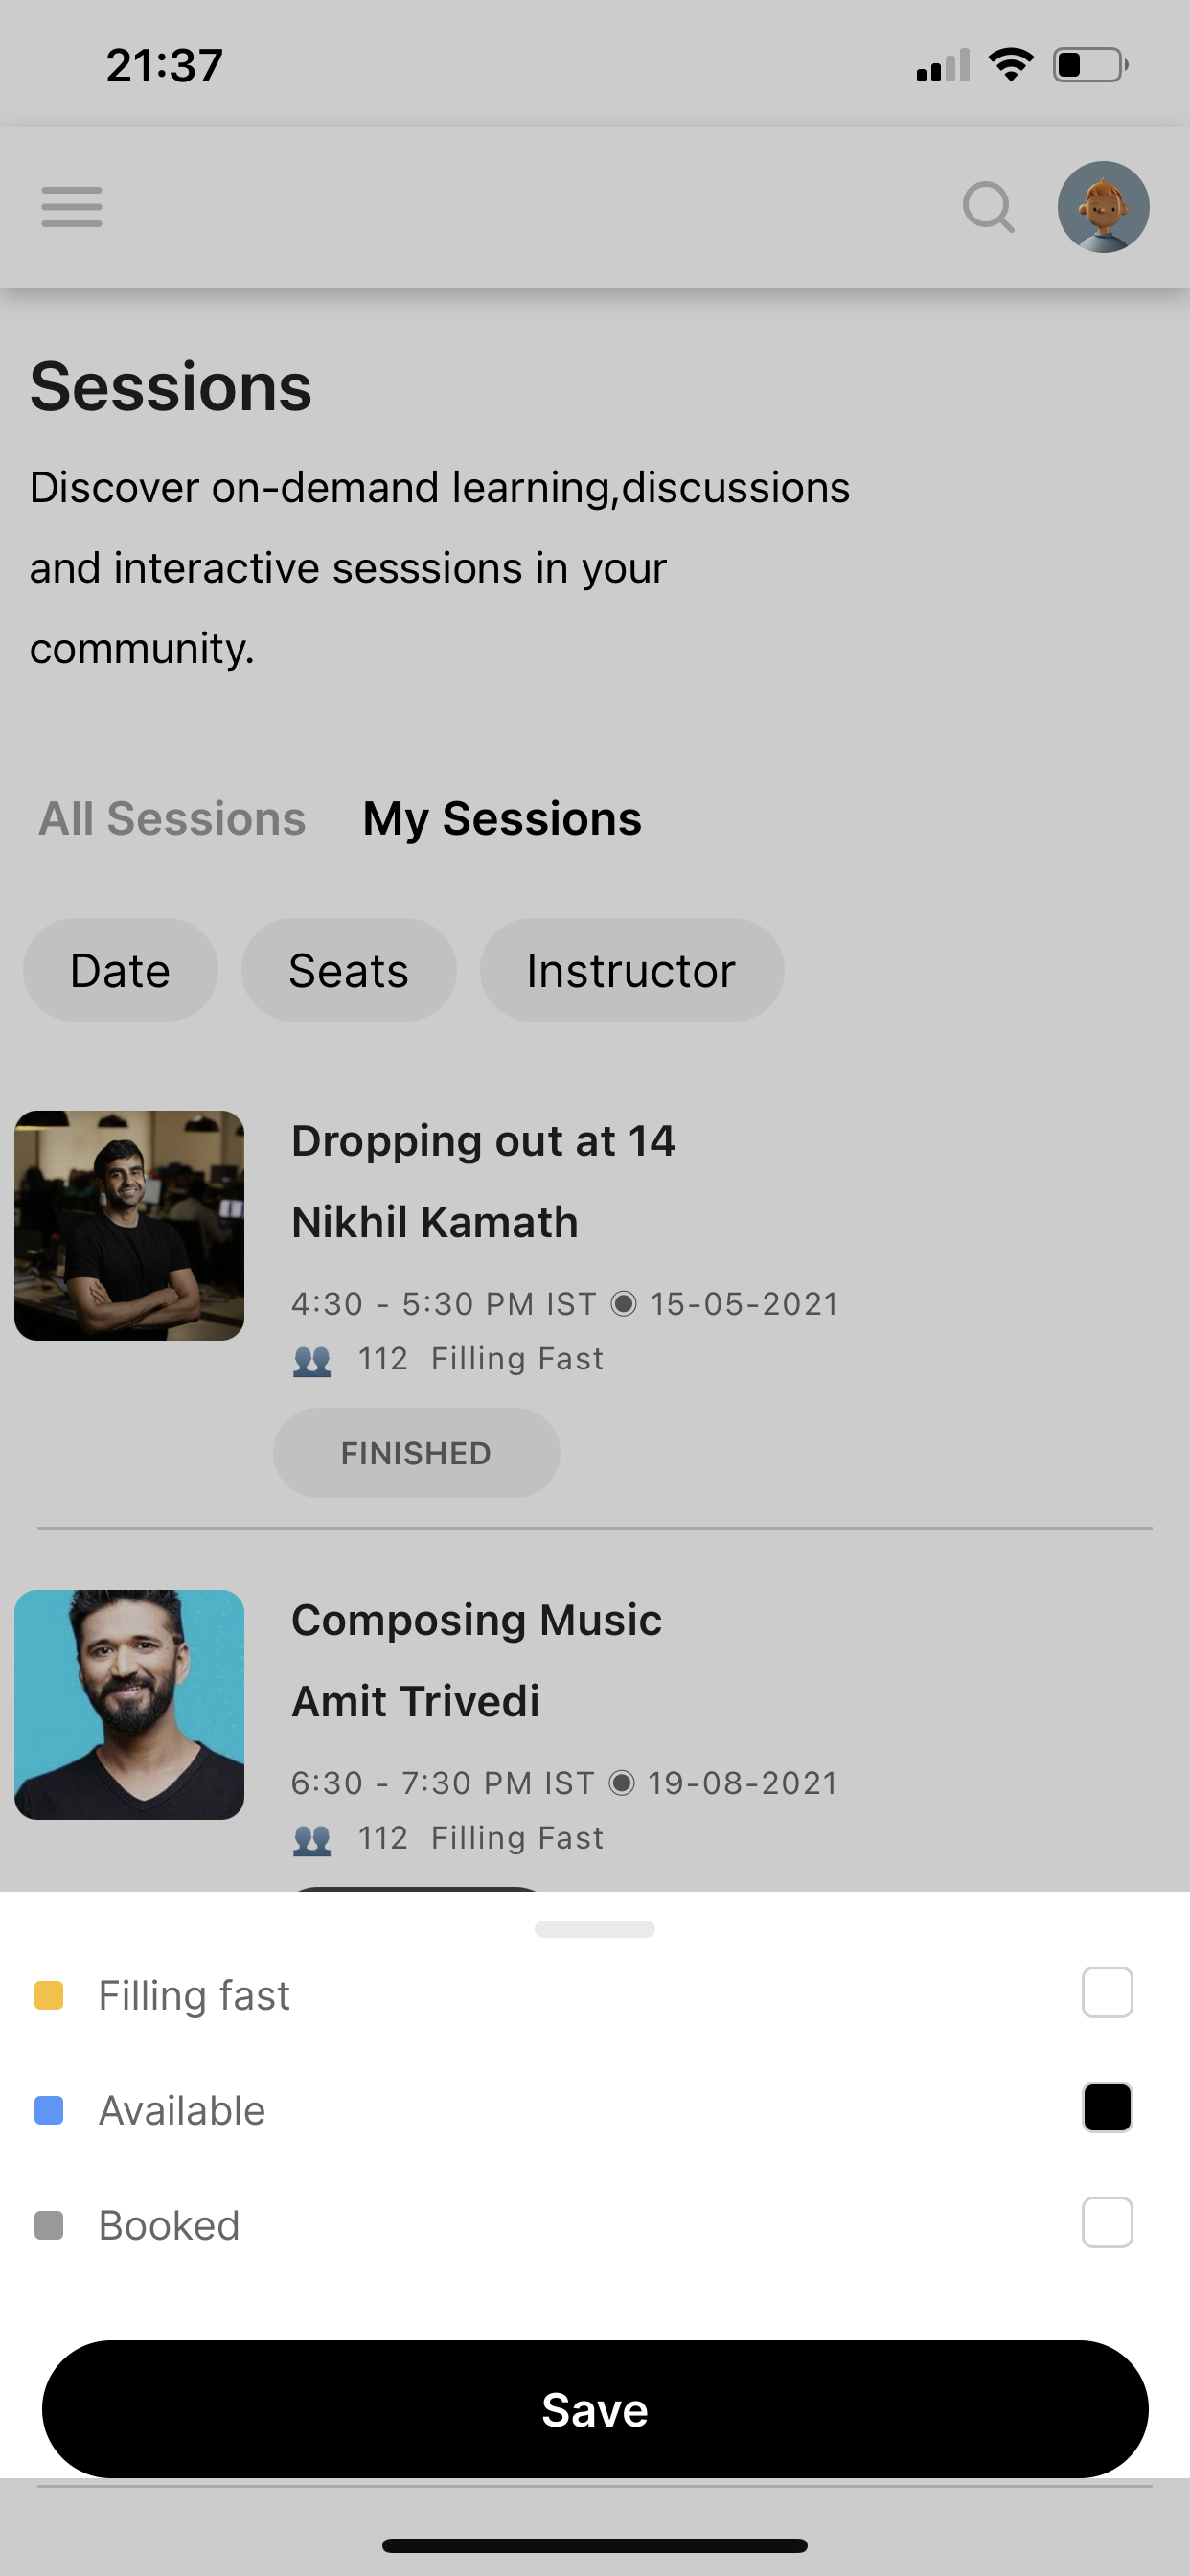 21:37
Sessions
Discover on-demand learning,discussions
and interactive sesssions in your
community.
All Sessions My Sessions
Date Seats Instructor
Dropping out at 14
Nikhil Kamath
4:30 - 5:30 PM IST ◉ 15-05-2021
112 Filling Fast
FINISHED
Composing Music
Amit Trivedi
6:30 - 7:30 PM IST ◉ 19-08-2021
112 Filling Fast
Filling fast
Available
Booked
Save